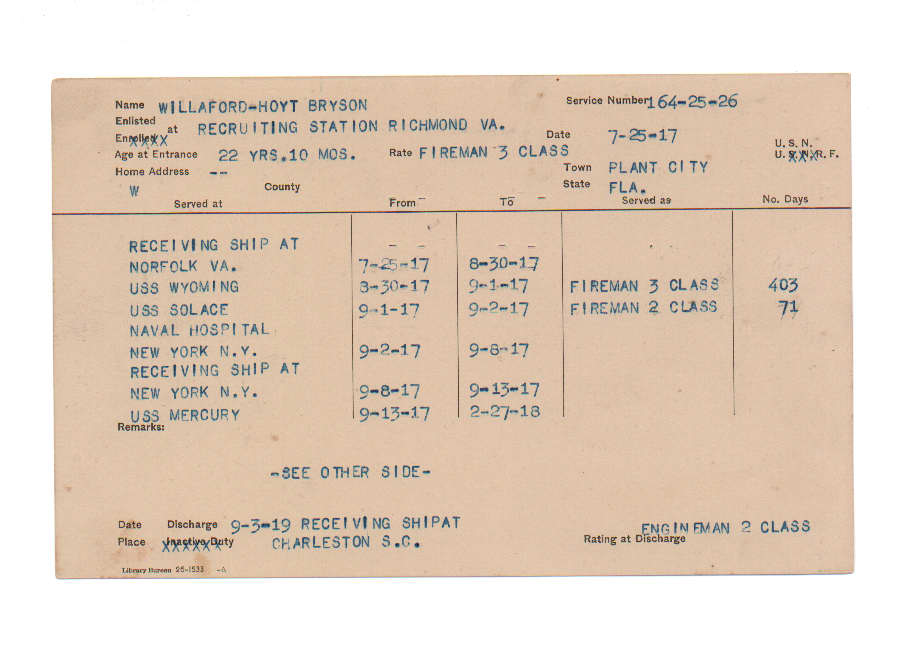 Name WILLAFORD-HOYT BRYSON Service Number 164-25-26
Enlisted
Enrolled at RECRUITING STATION RICHMOND VA. Date 7-25-17
U. S. N.
Age at Entrance 22 YRS.10 MOS. Rate FIREMAN 3 CLASS U. S. N. R. F.
Home Address -- Town PLANT CITY
W County State FLA.
Served at From To Served as No. Days
RECEIVING SHIP AT - - - -
NORFOLK VA. 7-25-17 8-30-17
USS WYOMING 8-30-17 9-1-17 FIREMAN 3 CLASS 403
USS SOLACE 9-1-17 9-2-17 FIREMAN 2 CLASS 71
NAVAL HOSPITAL
NEW YORK N.Y. 9-2-17 9-8-17
RECEIVING SHIP AT
NEW YORK N.Y. 9-8-17 9-13-17
USS MERCURY 9-13-17 2-27-18
Remarks:
-SEE OTHER SIDE-
Date Discharge 9-3-19 RECEIVING SHIPAT ENGINEMAN 2 CLASS
Place Inactive Duty CHARLESTON S.C. Rating at Discharge
Library Bureau 26-1533 -A